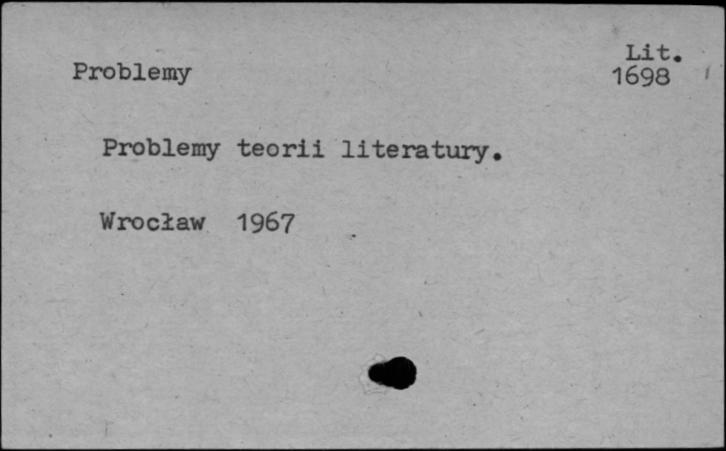 Lit.
Problemy 1698
Problemy teorii literatury.
Wrocław 1967